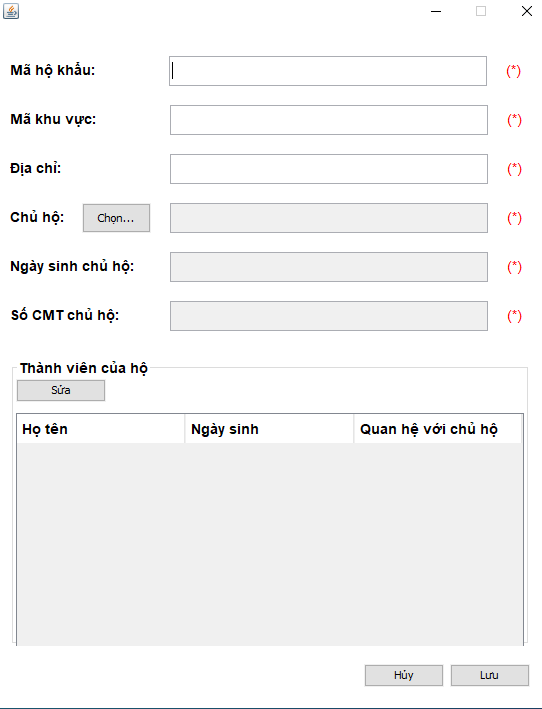 Mã hộ khẩu: (*)
Mã khu vực: (*)
Địa chỉ: (*)
Chủ hộ: Chọn... (*)
Ngày sinh chủ hộ: (*)
Số CMT chủ hộ: (*)
Thành viên của hộ
Sửa
Họ tên Ngày sinh Quan hệ với chủ hộ
Hủy Lưu